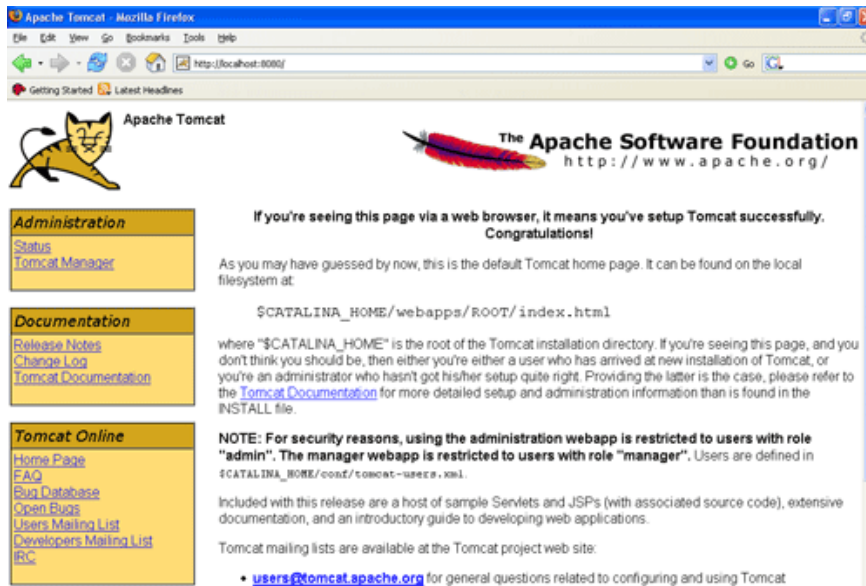 Apache Tomcat - Mozilla Firefox
File Edit View Go Bookmarks Tools Help
http://localhost:8080/
Go
Getting Started Latest Headlines
Apache Tomcat
The Apache Software Foundation
http://www.apache.org/
Administration
Status
Tomcat Manager
Documentation
Release Notes
Change Log
Tomcat Documentation
Tomcat Online
Home Page
FAQ
Bug Database
Open Bugs
Users Mailing List
Developers Mailing List
IRC
If you're seeing this page via a web browser, it means you've setup Tomcat successfully.
Congratulations!
As you may have guessed by now, this is the default Tomcat home page. It can be found on the local
filesystem at:
$CATALINA_HOME/webapps/ROOT/index.html
where "$CATALINA_HOME" is the root of the Tomcat installation directory. If you're seeing this page, and you
don't think you should be, then either you're either a user who has arrived at new installation of Tomcat, or
you're an administrator who hasn't got his/her setup quite right. Providing the latter is the case, please refer to
the Tomcat Documentation for more detailed setup and administration information than is found in the
INSTALL file.
NOTE: For security reasons, using the administration webapp is restricted to users with role
"admin". The manager webapp is restricted to users with role "manager". Users are defined in
$CATALINA_HOME/conf/tomcat-users.xml.
Included with this release are a host of sample Servlets and JSPs (with associated source code), extensive
documentation, and an introductory guide to developing web applications.
Tomcat mailing lists are available at the Tomcat project web site:
• users@tomcat.apache.org for general questions related to configuring and using Tomcat